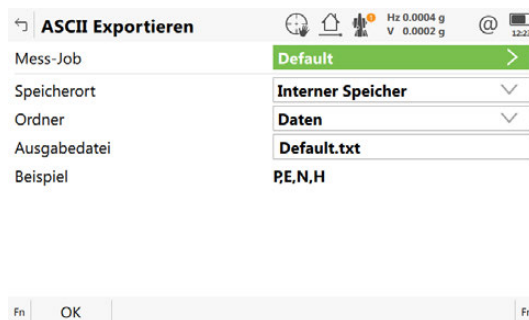 ASCII Exportieren
Hz 0.0004 g
V 0.0002 g
@
Mess-Job Default
Speicherort Interner Speicher
Ordner Daten
Ausgabedatei Default.txt
Beispiel P,E,N,H
Fn OK